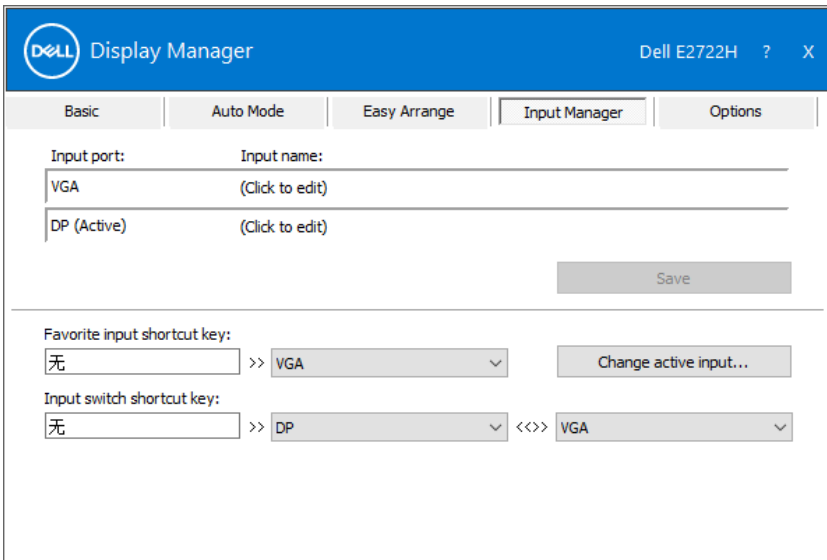 DELL Display Manager Dell E2722H ? X
Basic Auto Mode Easy Arrange Input Manager Options
Input port: Input name:
VGA (Click to edit)
DP (Active) (Click to edit)
Save
Favorite input shortcut key:
无 >> VGA Change active input...
Input switch shortcut key:
无 >> DP <<>> VGA